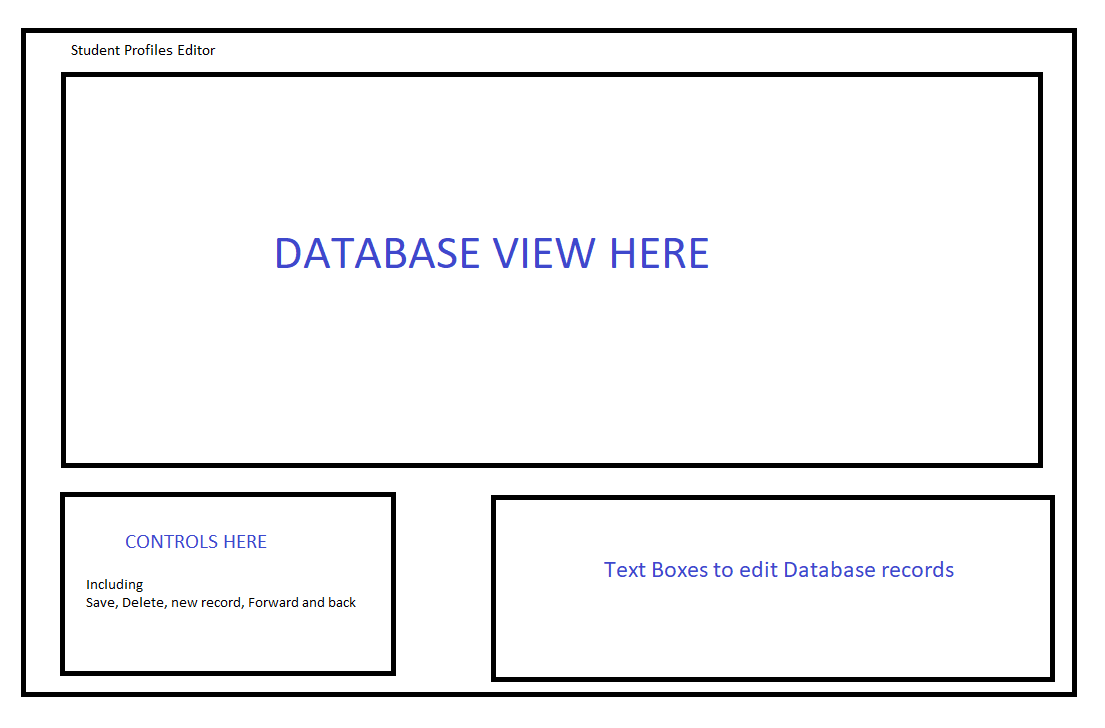 Student Profiles Editor
DATABASE VIEW HERE
CONTROLS HERE
Including
Save, Delete, new record, Forward and back
Text Boxes to edit Database records